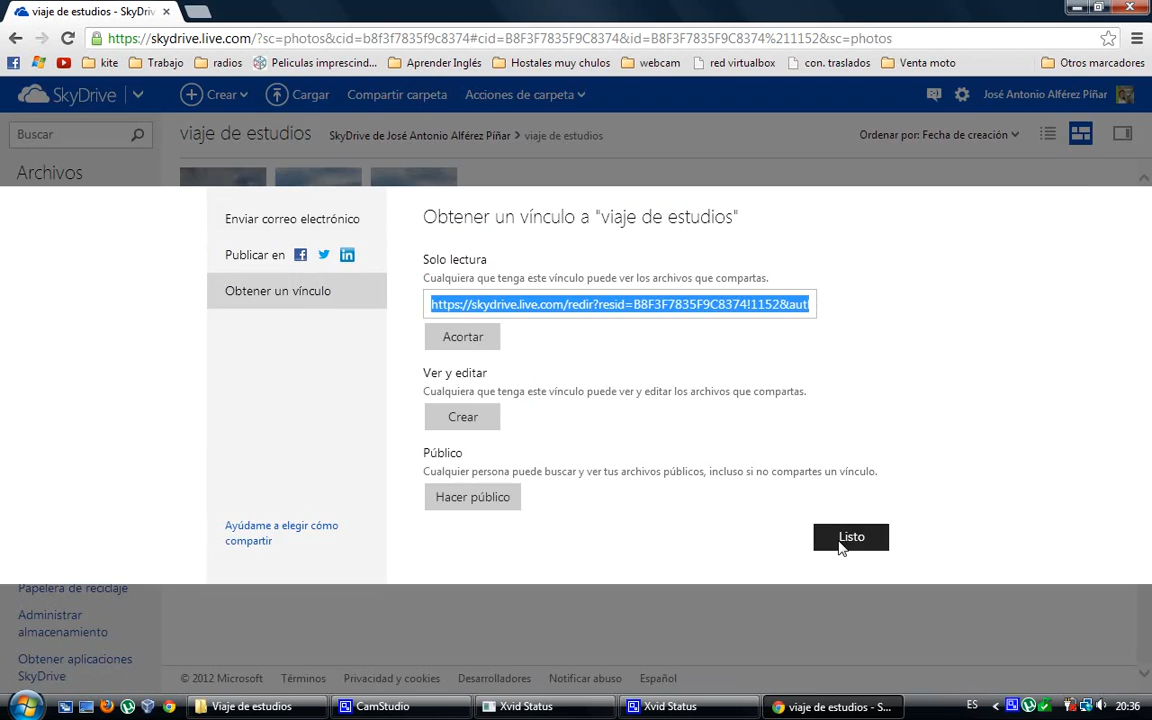 viaje de estudios - SkyDriv
https://skydrive.live.com/?sc=photos&cid=b8f3f7835f9c8374#cid=B8F3F7835F9C8374&id=B8F3F7835F9C8374%211152&sc=photos
kite Trabajo radios Peliculas imprescind... Aprender Inglés Hostales muy chulos webcam red virtualbox con. traslados Venta moto Otros marcadores
SkyDrive Crear Cargar Compartir carpeta Acciones de carpeta José Antonio Alférez Píñar
Buscar viaje de estudios SkyDrive de José Antonio Alférez Píñar > viaje de estudios Ordenar por: Fecha de creación
Archivos
Enviar correo electrónico
Publicar en
Obtener un vínculo
Ayúdame a elegir cómo
compartir
Obtener un vínculo a "viaje de estudios"
Solo lectura
Cualquiera que tenga este vínculo puede ver los archivos que compartas.
https://skydrive.live.com/redir?resid=B8F3F7835F9C8374!1152&aut
Acortar
Ver y editar
Cualquiera que tenga este vínculo puede ver y editar los archivos que compartas.
Crear
Público
Cualquier persona puede buscar y ver tus archivos públicos, incluso si no compartes un vínculo.
Hacer público
Listo
Papelera de reciclaje
Administrar
almacenamiento
Obtener aplicaciones
SkyDrive
© 2012 Microsoft Términos Privacidad y cookies Desarrolladores Notificar abuso Español
Viaje de estudios CamStudio Xvid Status Xvid Status viaje de estudios - S... ES 20:36